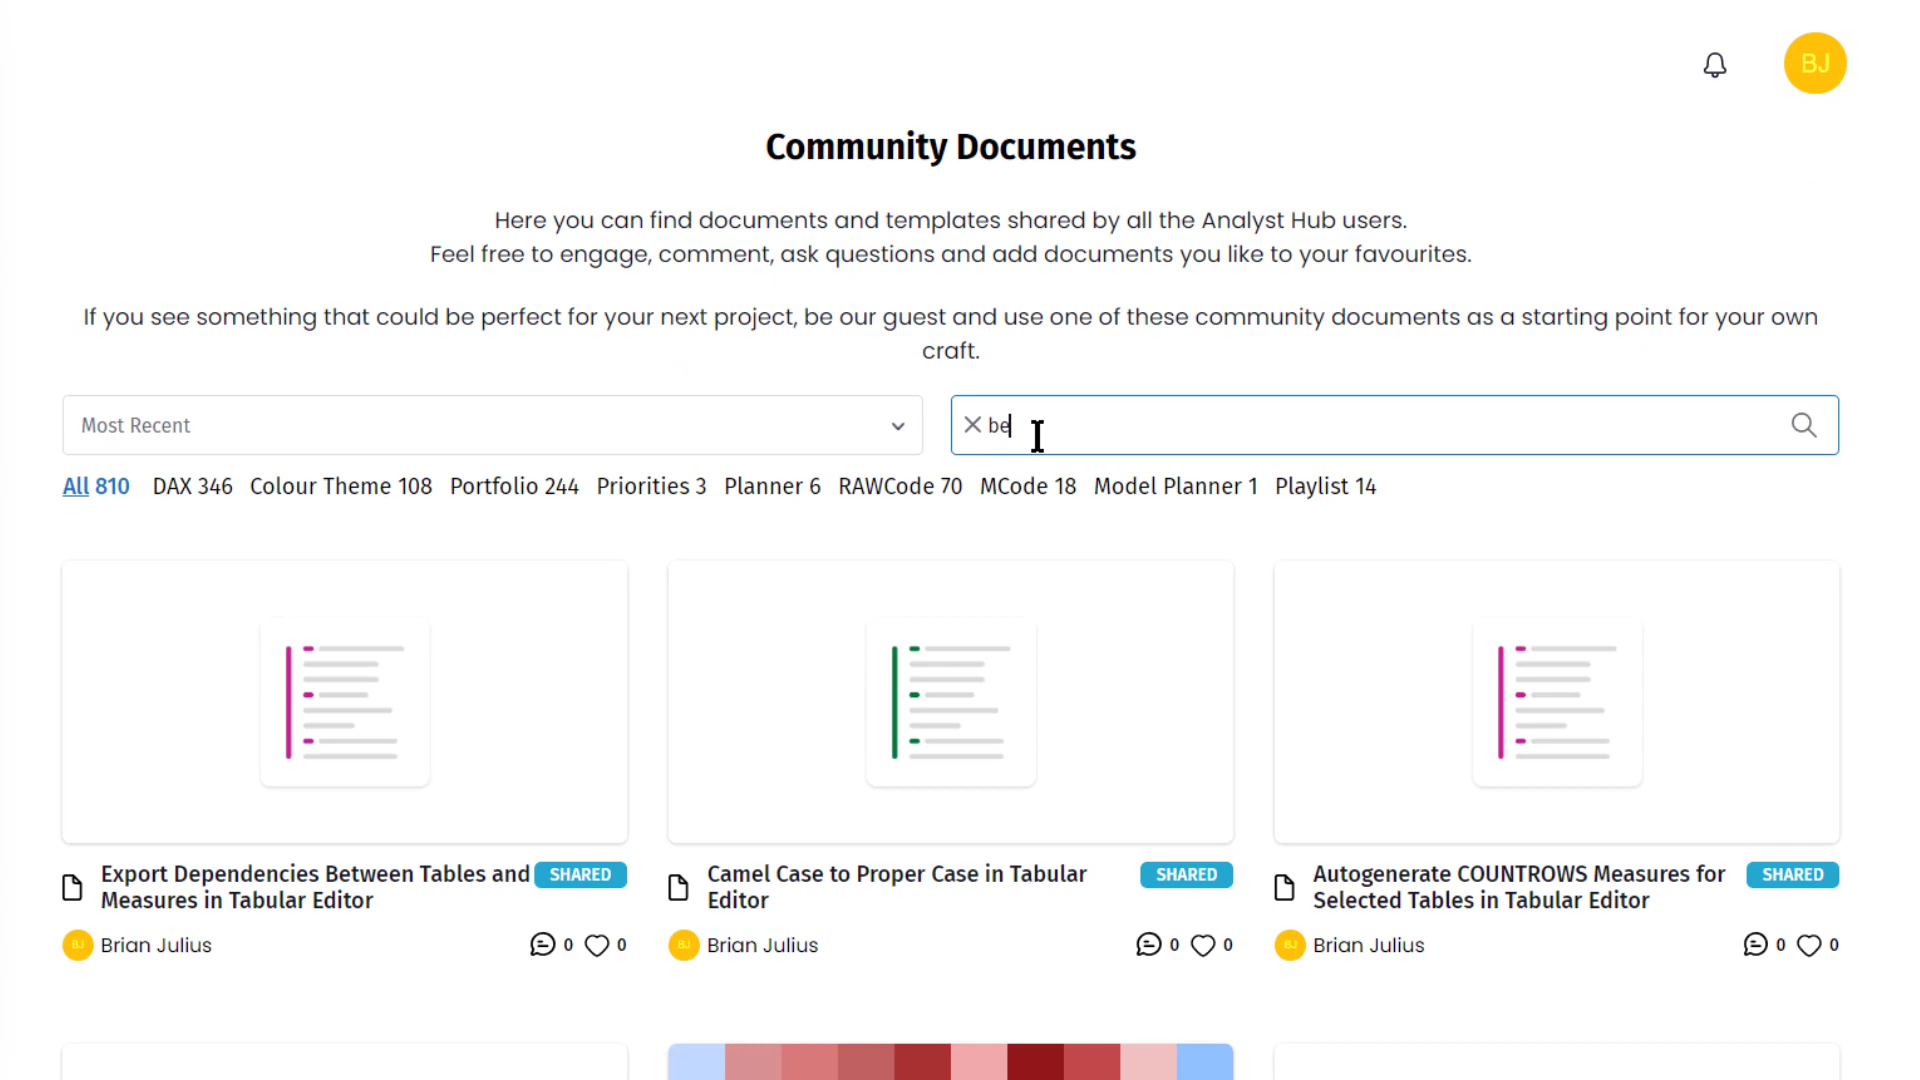 BJ
Community Documents
Here you can find documents and templates shared by all the Analyst Hub users.
Feel free to engage, comment, ask questions and add documents you like to your favourites.
If you see something that could be perfect for your next project, be our guest and use one of these community documents as a starting point for your own
craft.
Most Recent
be
All 810 DAX 346 Colour Theme 108 Portfolio 244 Priorities 3 Planner 6 RAWCode 70 MCode 18 Model Planner 1 Playlist 14
Export Dependencies Between Tables and SHARED
Measures in Tabular Editor
BJ Brian Julius 0 0
Camel Case to Proper Case in Tabular SHARED
Editor
BJ Brian Julius 0 0
Autogenerate COUNTROWS Measures for SHARED
Selected Tables in Tabular Editor
BJ Brian Julius 0 0